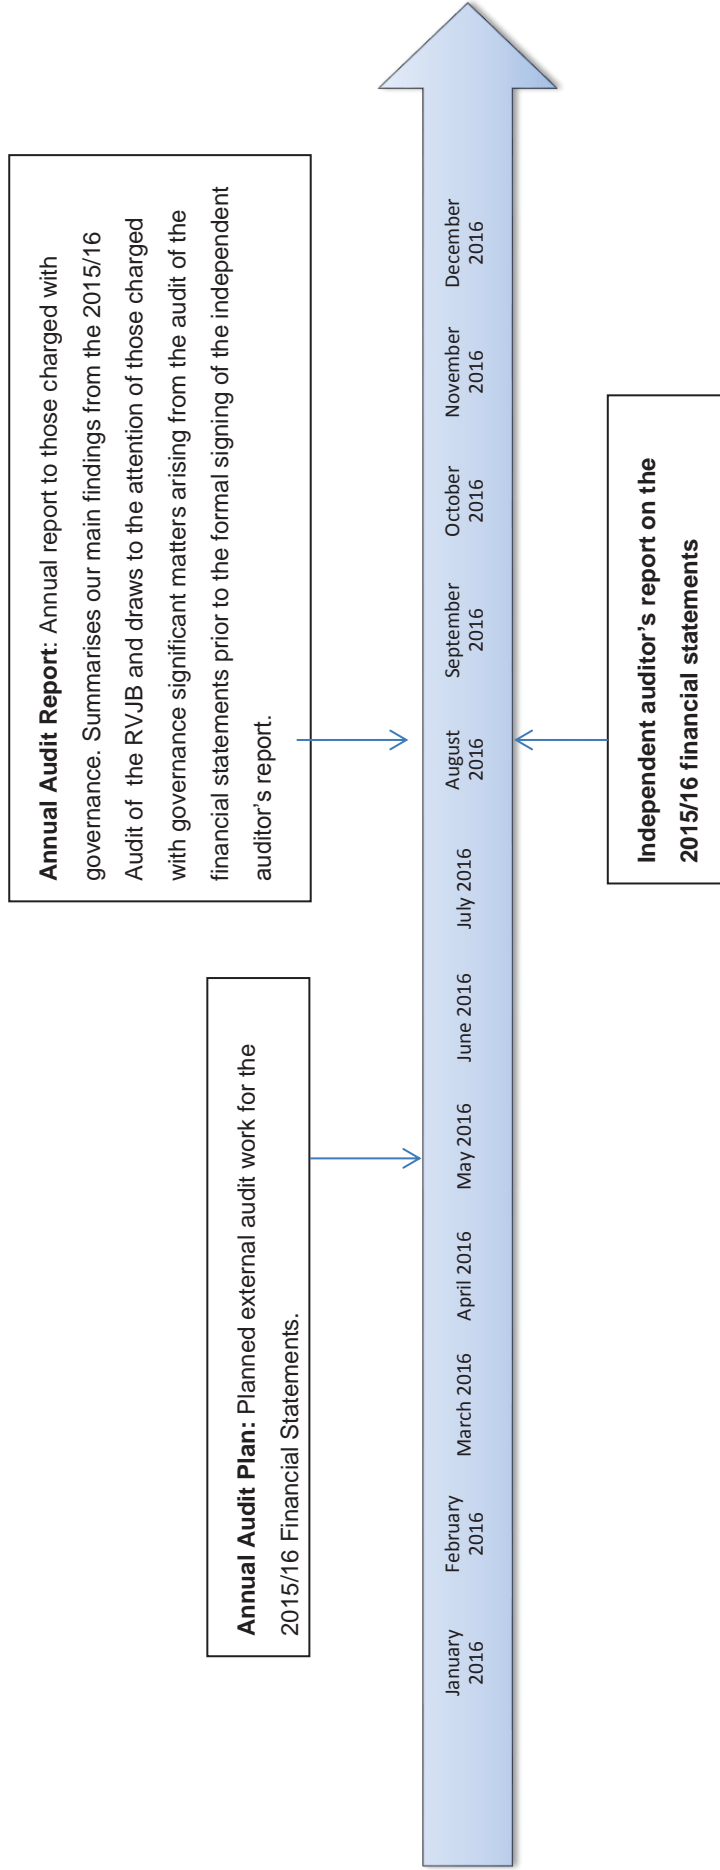 Annual Audit Report: Annual report to those charged with
governance. Summarises our main findings from the 2015/16
Audit of the RVJB and draws to the attention of those charged
with governance significant matters arising from the audit of the
financial statements prior to the formal signing of the independent
auditor’s report.
Annual Audit Plan: Planned external audit work for the
2015/16 Financial Statements.
January
2016
February
2016
March 2016
April 2016
May 2016
June 2016
July 2016
August
2016
September
2016
October
2016
November
2016
December
2016
Independent auditor’s report on the
2015/16 financial statements